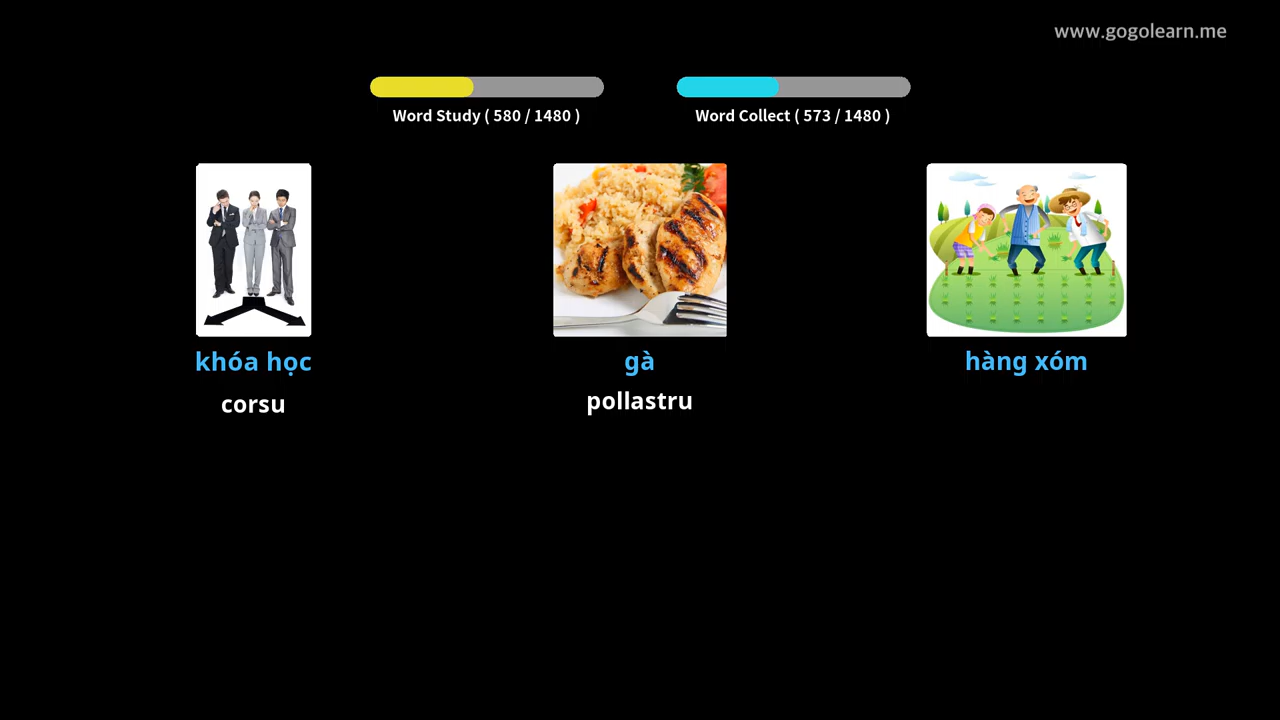 www.gogolearn.me
Word Study ( 580 / 1480 )
Word Collect ( 573 / 1480 )
khóa học
gà
hàng xóm
corsu
pollastru